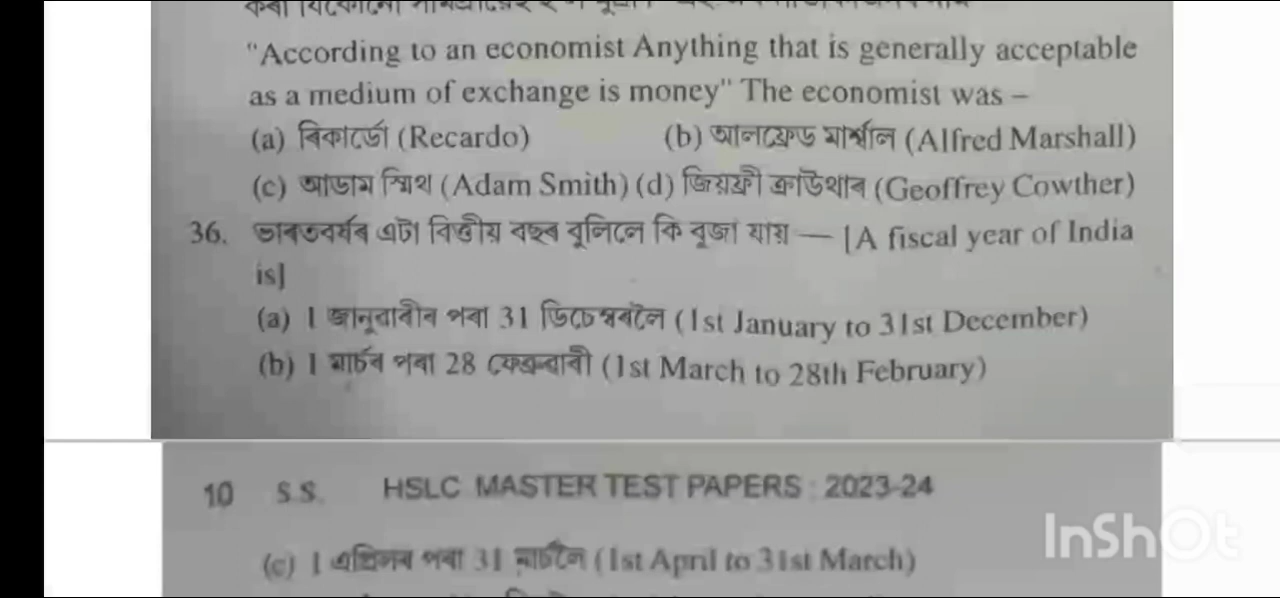 "According to an economist Anything that is generally acceptable
as a medium of exchange is money" The economist was –
(a) ৰিকাৰ্ডো (Recardo) (b) আলফ্ৰেড মাৰ্শ্বাল (Alfred Marshall)
(c) আডাম স্মিথ (Adam Smith) (d) জিয়ফ্ৰী ক্ৰাউথাৰ (Geoffrey Cowther)
36. ভাৰতবৰ্ষৰ এটা বিত্তীয় বছৰ বুলিলে কি বুজা যায় — [A fiscal year of India
is]
(a) 1 জানুৱাৰীৰ পৰা 31 ডিচেম্বৰলৈ (1st January to 31st December)
(b) 1 মাৰ্চৰ পৰা 28 ফেব্ৰুৱাৰী (1st March to 28th February)
10 S.S. HSLC MASTER TEST PAPERS : 2023-24
InShOt
(c) 1 এপ্ৰিলৰ পৰা 31 মাৰ্চলৈ (1st April to 31st March)